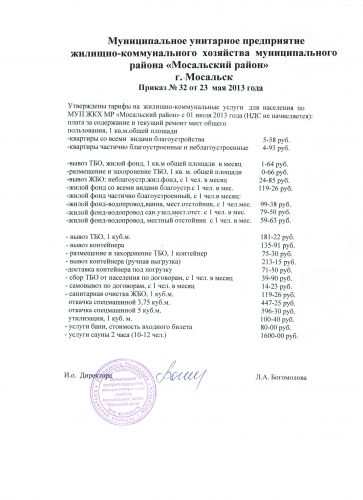 Муниципальное унитарное предприятие
жилищно-коммунального хозяйства муниципального
района «Мосальский район»
г. Мосальск
Приказ № 32 от 23 мая 2013 года
Утверждены тарифы на жилищно-коммунальные услуги для населения по
МУП ЖКХ МР «Мосальский район» с 01 июля 2013 года (НДС не начисляется):
плата за содержание и текущий ремонт мест общего
пользования, 1 кв.м.общей площади
-квартиры со всеми видами благоустройства 5-58 руб.
-квартиры частично благоустроенные и неблагоустроенные 4-93 руб.
-вывоз ТБО, жилой фонд, 1 кв.м общей площади в месяц 1-64 руб.
-размещение и захоронение ТБО, 1 кв. м. общей площади 0-66 руб.
-вывоз ЖБО: неблагоустр.жил.фонд, с 1 чел. в месяц 24-85 руб.
-жилой фонд со всеми видами благоустр.с 1 чел. в мес. 119-26 руб.
-жилой фонд частично благоустроенный, с 1 чел.в месяц:
-жилой фонд-водопровод,ванна, мест.отстойник, с 1 чел.мес. 99-38 руб.
-жилой фонд-водопровод сан.узел,мест.отст. с 1 чел. в мес. 79-50 руб.
-жилой фонд-водопровод, местный отстойник с 1 чел. в мес. 59-63 руб.
- вывоз ТБО, 1 куб.м. 181-22 руб.
- вывоз контейнера 135-91 руб.
- размещение и захоронение ТБО, 1 контейнер 75-30 руб.
- вывоз контейнера (ручная выгрузка) 213-15 руб.
-доставка контейнера под погрузку 71-50 руб.
- сбор ТБО от населения по договорам, с 1 чел. в месяц 39-90 руб.
- самовывоз по договорам, с 1 чел. в месяц 14-23 руб.
- санитарная очистка ЖБО, 1 куб.м. 119-26 руб.
откачка спецмашиной 3,75 куб.м. 447-25 руб.
откачка спецмашиной 5 куб.м. 596-30 руб.
утилизация, 1 куб. м. 100-40 руб.
- услуги бани, стоимость входного билета 80-00 руб.
- услуги сауны 2 часа (10-12 чел.) 1600-00 руб.
И.о. Директора Л.А. Богомолова